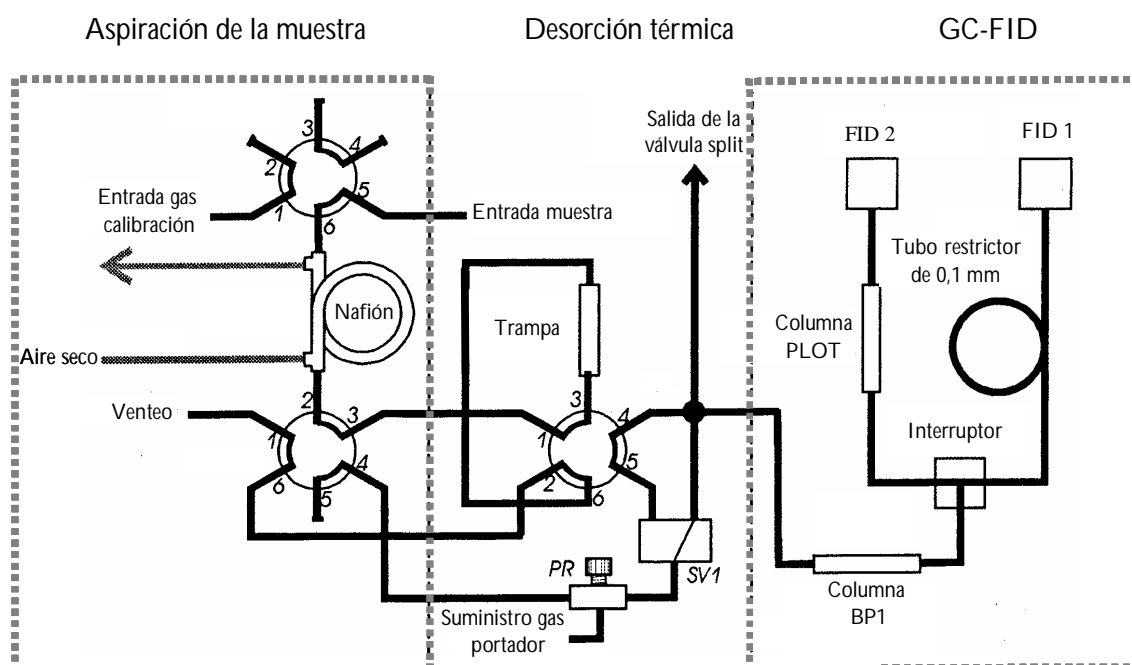 Aspiración de la muestra
Desorción térmica
GC-FID
3
4
2
5
1
6
Entrada gas
calibración
Entrada muestra
Nafión
Aire seco
Venteo
2
3
1
4
6
5
Salida de la
válvula split
Trampa
3
4
1
5
2
6
PR
SV1
Suministro gas
portador
FID 2
FID 1
Tubo restrictor
de 0,1 mm
Columna
PLOT
Interruptor
Columna
BP1